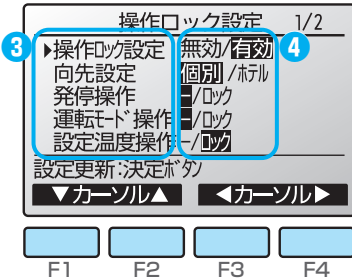 操作ロック設定 1/2
③ ▶操作ロック設定 無効/有効 ④
向先設定 個別/ホテル
発停操作 −/ロック
運転モード操作 −/ロック
設定温度操作 −/ロック
設定更新:決定ボタン
▼カーソル▲ ◀カーソル▶
F1 F2 F3 F4